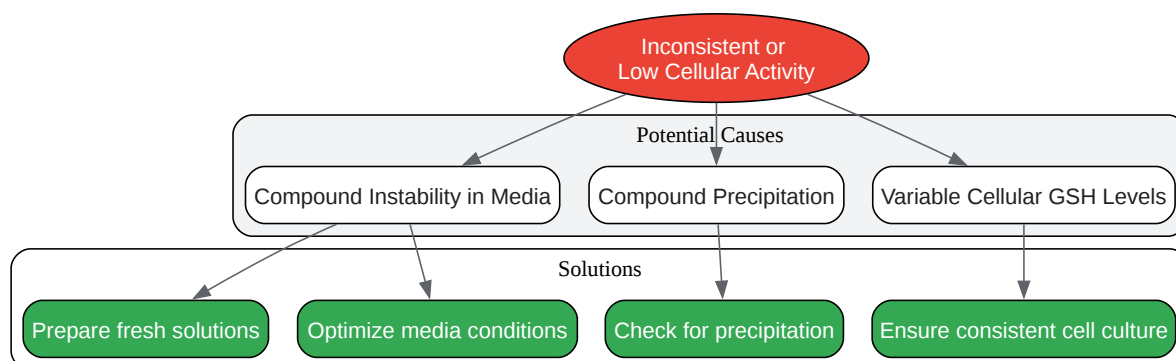 Inconsistent or
Low Cellular Activity
Potential Causes
Compound Instability in Media
Compound Precipitation
Variable Cellular GSH Levels
Solutions
Prepare fresh solutions
Optimize media conditions
Check for precipitation
Ensure consistent cell culture